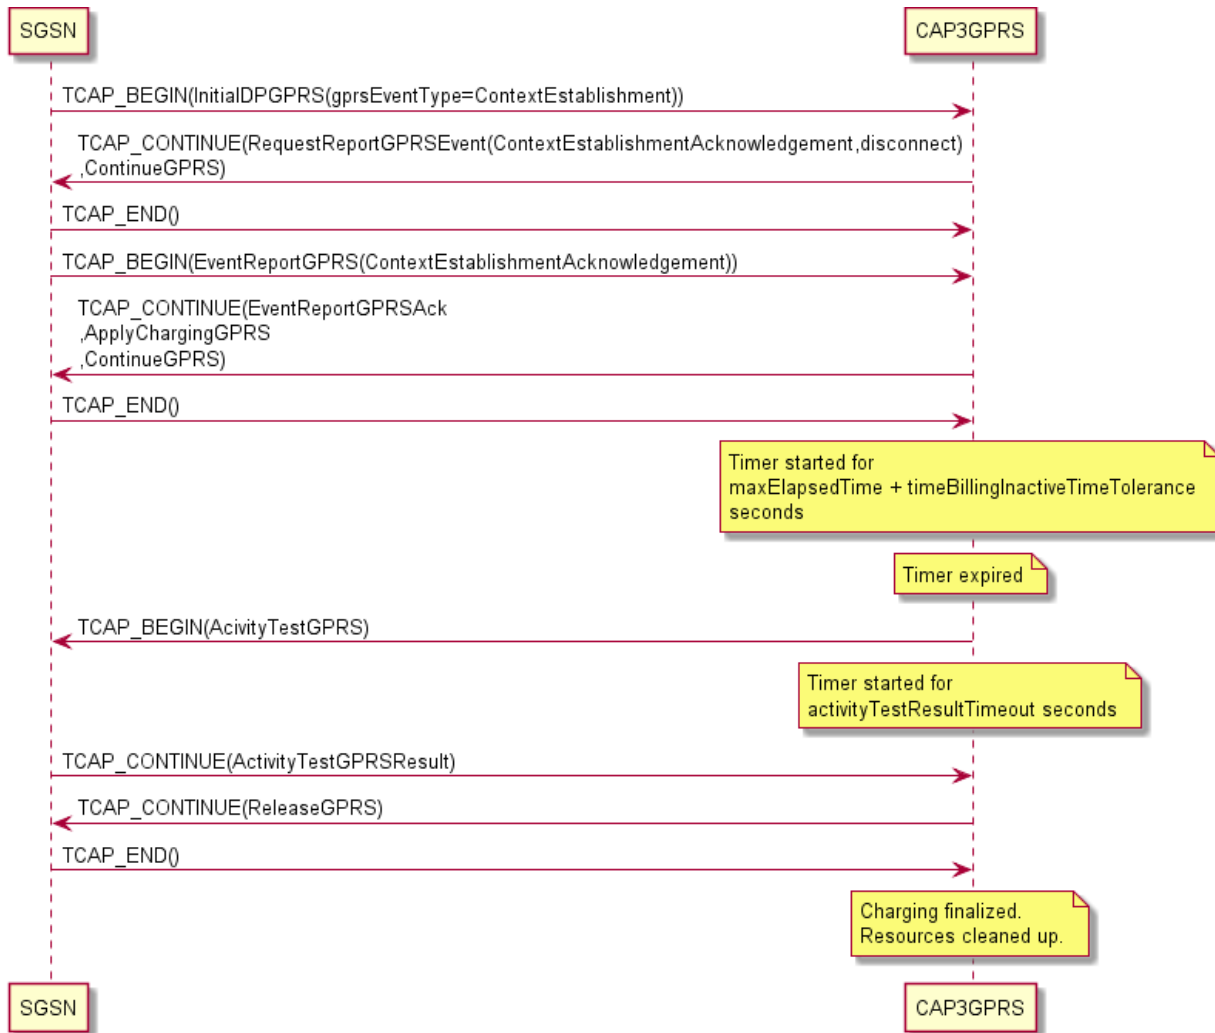 SGSN
CAP3GPRS
TCAP_BEGIN(InitialDPGPRS(gprsEventType=ContextEstablishment))
TCAP_CONTINUE(RequestReportGPRSEvent(ContextEstablishmentAcknowledgement,disconnect)
,ContinueGPRS)
TCAP_END()
TCAP_BEGIN(EventReportGPRS(ContextEstablishmentAcknowledgement))
TCAP_CONTINUE(EventReportGPRSAck
,ApplyChargingGPRS
,ContinueGPRS)
TCAP_END()
Timer started for
maxElapsedTime + timeBillingInactiveTimeTolerance
seconds
Timer expired
TCAP_BEGIN(AcivityTestGPRS)
Timer started for
activityTestResultTimeout seconds
TCAP_CONTINUE(ActivityTestGPRSResult)
TCAP_CONTINUE(ReleaseGPRS)
TCAP_END()
Charging finalized.
Resources cleaned up.
SGSN
CAP3GPRS